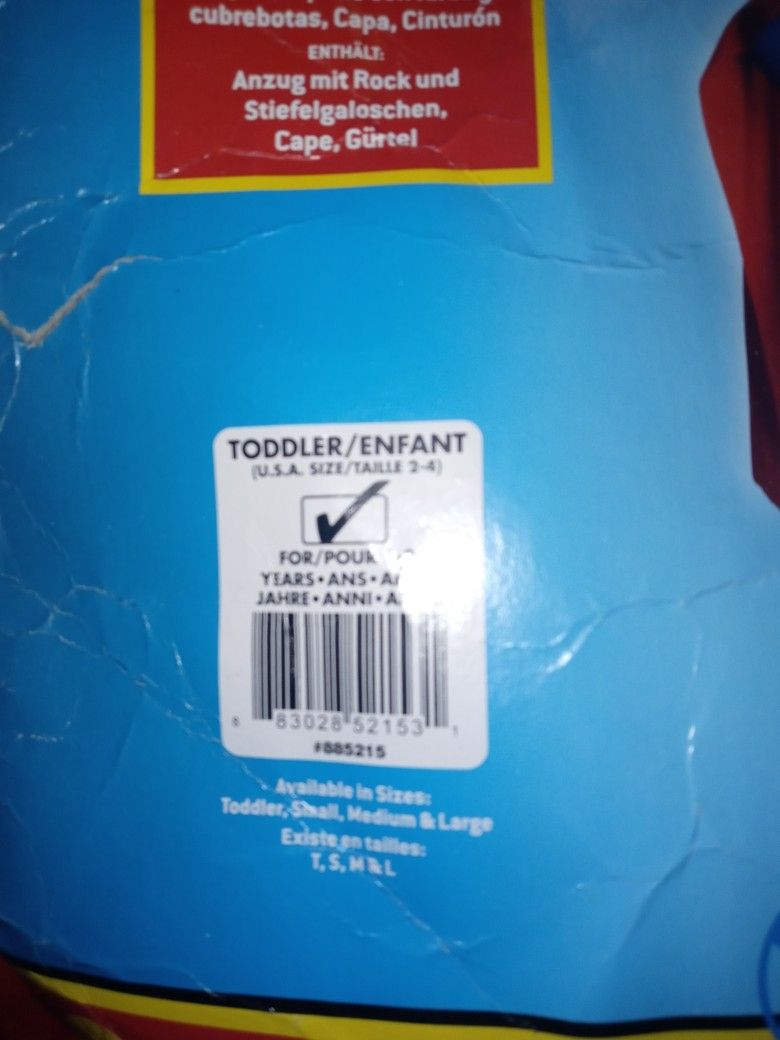 cubrebotas, Capa, Cinturón
ENTHÄLT:
Anzug mit Rock und
Stiefelgaloschen,
Cape, Gürtel
TODDLER/ENFANT
(U.S.A. SIZE/TAILLE 2-4)
FOR/POUR
YEARS•ANS•
JAHRE•ANNI•
8 83028 52153 1
#885215
Available in Sizes:
Toddler, Small, Medium & Large
Existe en tailles:
T, S, M & L